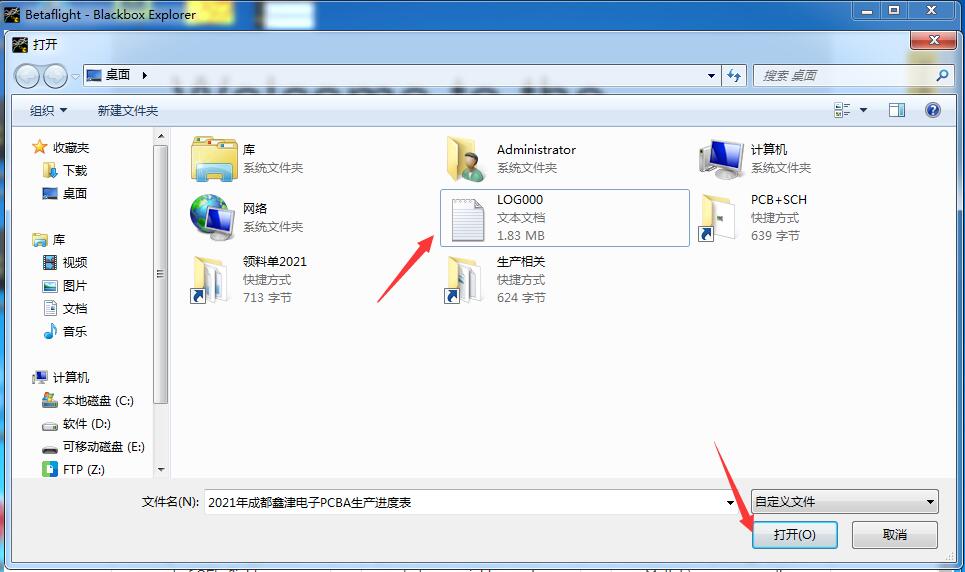 Betaflight - Blackbox Explorer
打开
桌面
搜索 桌面
组织
新建文件夹
收藏夹
下载
桌面
库
视频
图片
文档
音乐
计算机
本地磁盘 (C:)
软件 (D:)
可移动磁盘 (E:)
FTP (Z:)
库
系统文件夹
Administrator
系统文件夹
计算机
系统文件夹
网络
系统文件夹
LOG000
文本文档
1.83 MB
PCB+SCH
快捷方式
639 字节
领料单2021
快捷方式
713 字节
生产相关
快捷方式
624 字节
文件名(N):
2021年成都鑫津电子PCBA生产进度表
自定义文件
打开(O)
取消